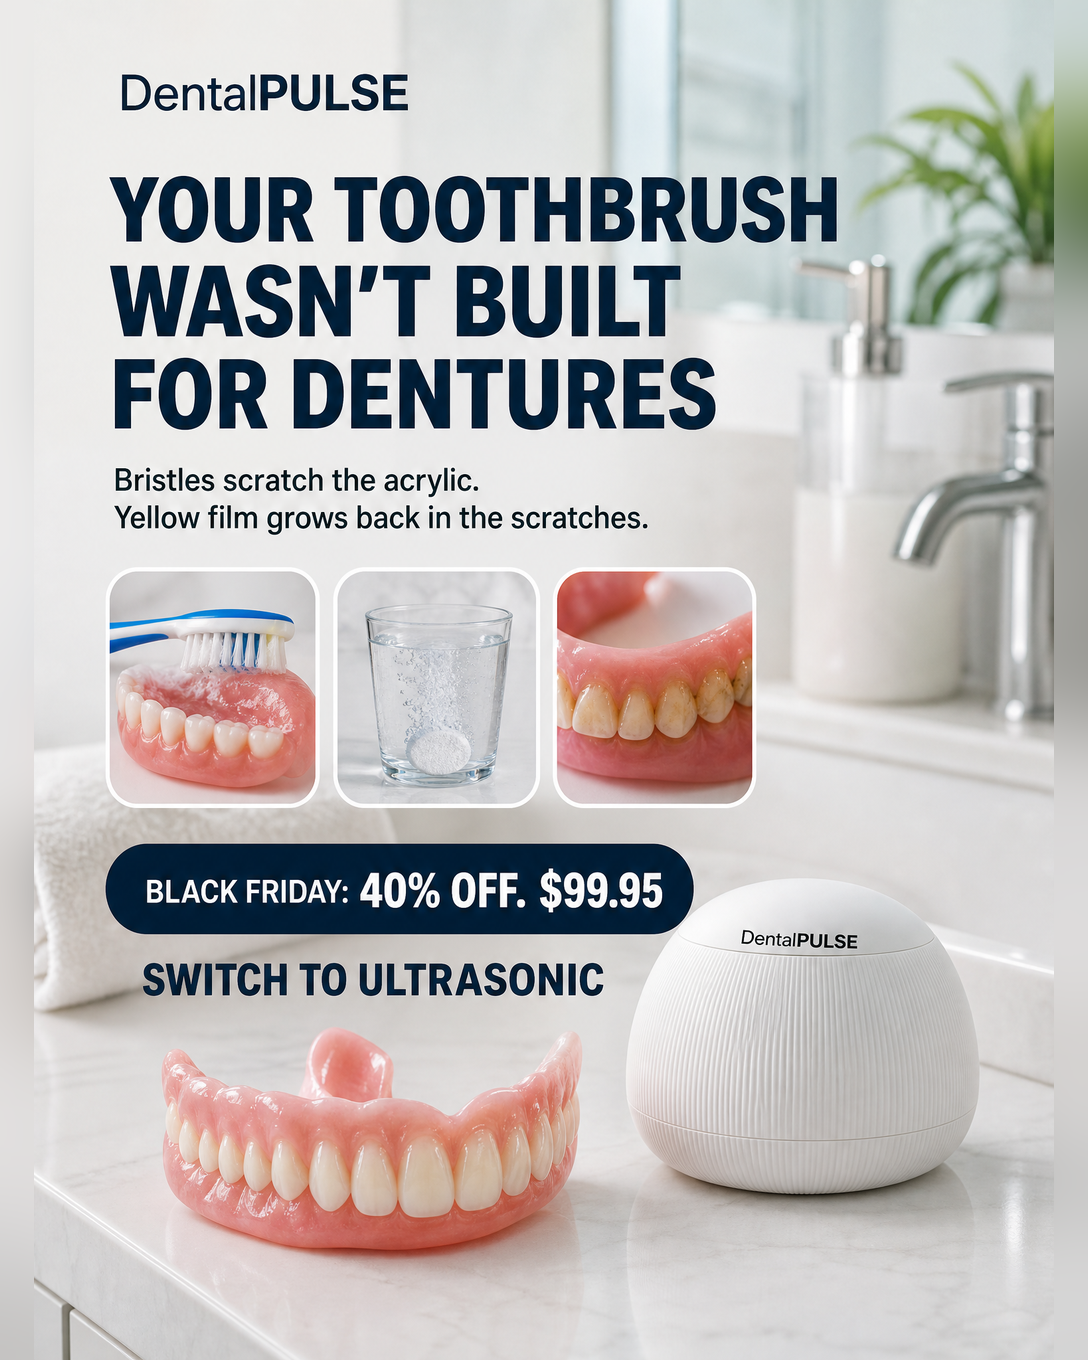 DentalPULSE
YOUR TOOTHBRUSH
WASN'T BUILT
FOR DENTURES
Bristles scratch the acrylic.
Yellow film grows back in the scratches.
BLACK FRIDAY: 40% OFF. $99.95
SWITCH TO ULTRASONIC
DentalPULSE